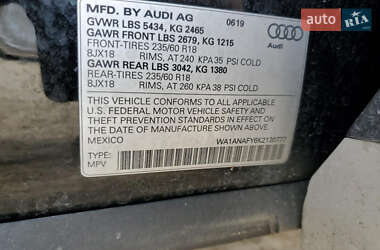 AUTO RIA
MFD. BY AUDI AG 06/19
GVWR LBS 5434, KG 2465
GAWR FRONT LBS 2679, KG 1215
FRONT-TIRES 235/60 R18
8JX18 RIMS, AT 240 KPA 35 PSI COLD
GAWR REAR LBS 3042, KG 1380
REAR-TIRES 235/60 R18
8JX18 RIMS, AT 260 KPA 38 PSI COLD
Audi
THIS VEHICLE CONFORMS TO ALL APPLICABLE
U.S. FEDERAL MOTOR VEHICLE SAFETY AND
THEFT PREVENTION STANDARDS IN EFFECT ON
THE DATE OF MANUFACTURE SHOWN ABOVE.
MEXICO
TYPE:
MPV